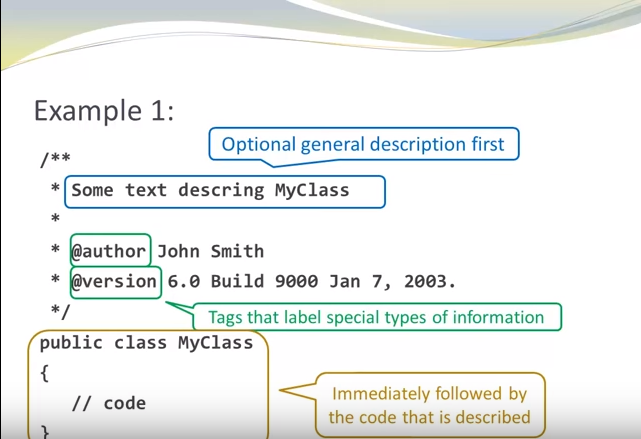 Example 1:
Optional general description first
/**
* Some text descring MyClass
*
* @author John Smith
* @version 6.0 Build 9000 Jan 7, 2003.
*/
Tags that label special types of information
public class MyClass
{
// code
}
Immediately followed by
the code that is described